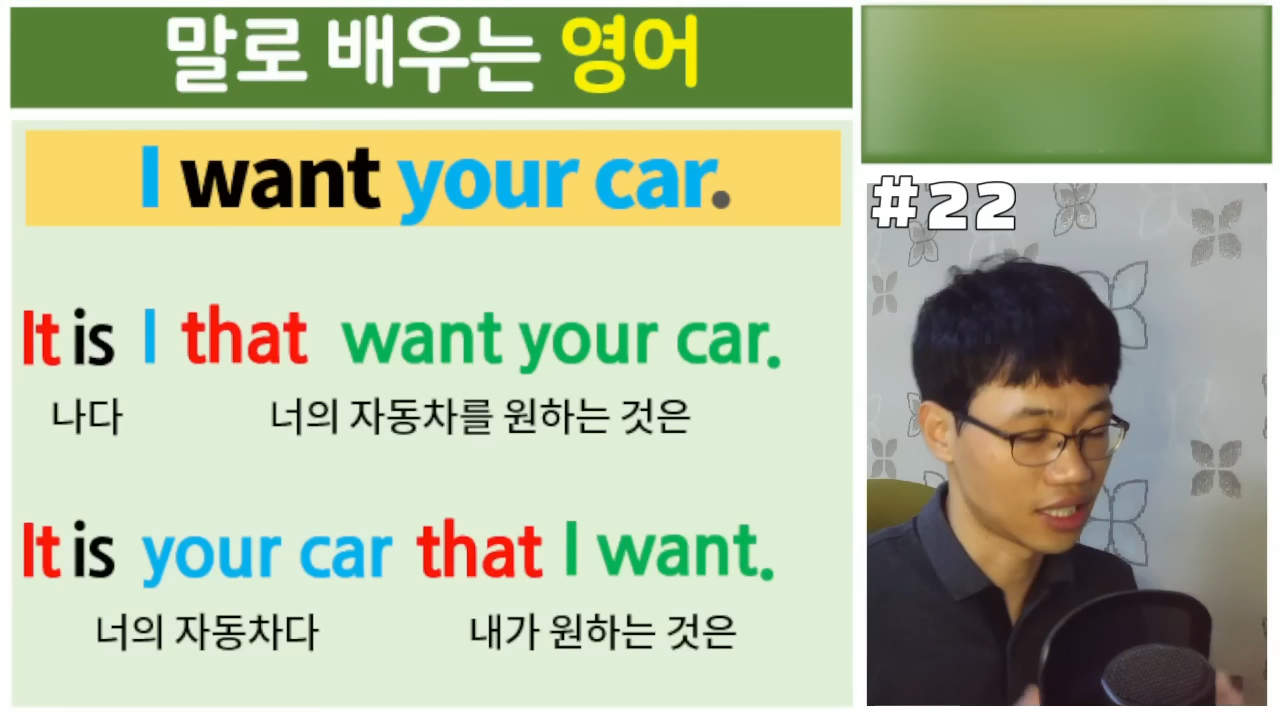 말로 배우는 영어
I want your car.
#22
It is I that want your car.
나다 너의 자동차를 원하는 것은
It is your car that I want.
너의 자동차다 내가 원하는 것은